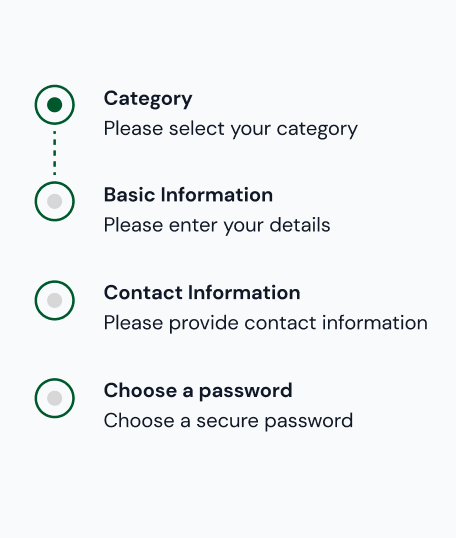 Category
Please select your category
Basic Information
Please enter your details
Contact Information
Please provide contact information
Choose a password
Choose a secure password